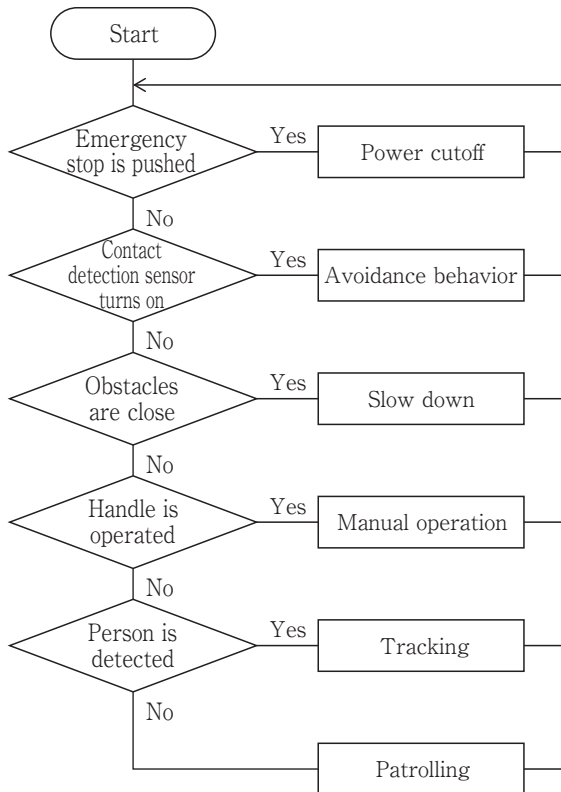 Start
Emergency
stop is pushed
Yes
Power cutoff
No
Contact
detection sensor
turns on
Yes
Avoidance behavior
No
Obstacles
are close
Yes
Slow down
No
Handle is
operated
Yes
Manual operation
No
Person is
detected
Yes
Tracking
No
Patrolling